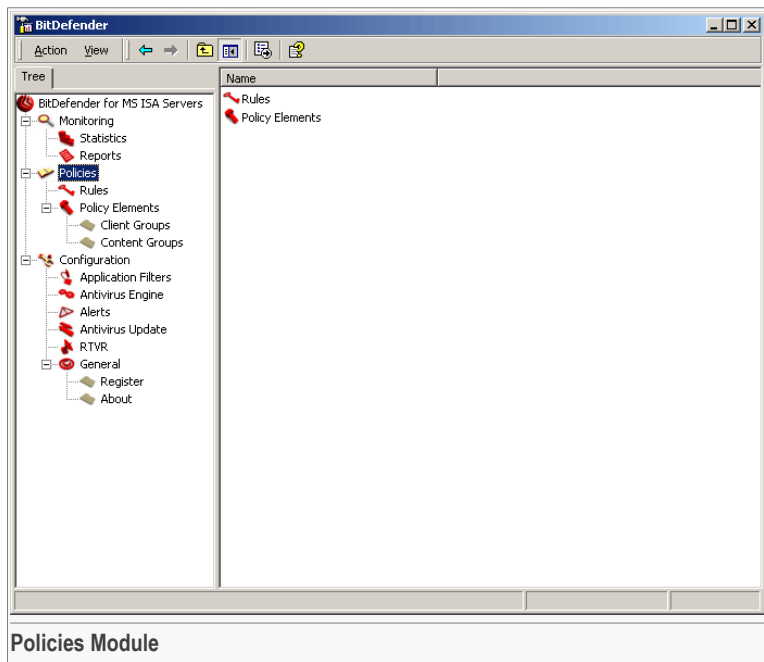 BitDefender
Action View
Tree
Name
BitDefender for MS ISA Servers
Monitoring
Statistics
Reports
Policies
Rules
Policy Elements
Client Groups
Content Groups
Configuration
Application Filters
Antivirus Engine
Alerts
Antivirus Update
RTVR
General
Register
About
Rules
Policy Elements
Policies Module